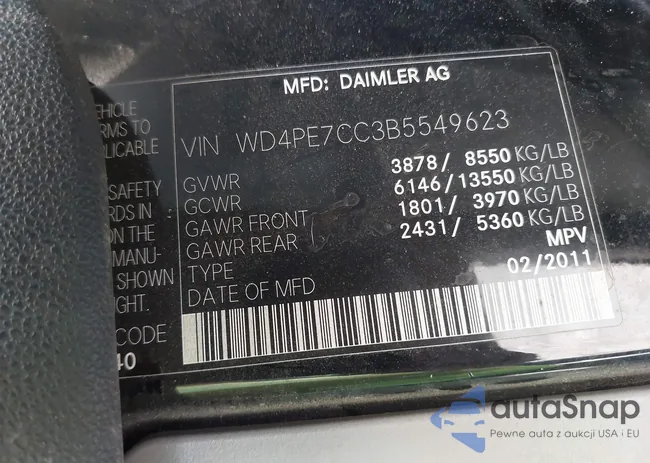 MFD: DAIMLER AG
EHICLE
RMS TO
LICABLE
SAFETY
RDS IN
ON THE
MANU-
SHOWN
GHT.
CODE
40
VIN WD4PE7CC3B5549623
GVWR 3878/ 8550 KG/LB
GCWR 6146/13550 KG/LB
GAWR FRONT 1801/ 3970 KG/LB
GAWR REAR 2431/ 5360 KG/LB
TYPE MPV
DATE OF MFD 02/2011
autaSnap
Pewne auta z aukcji USA i EU